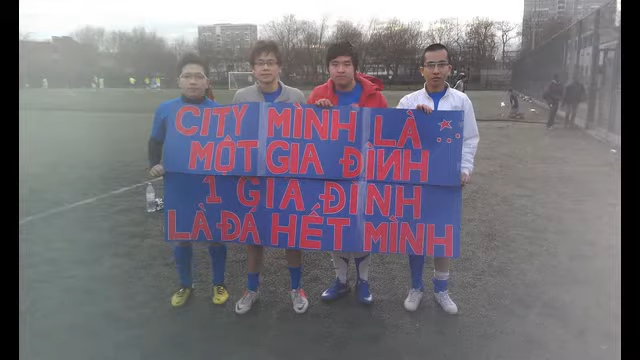 CITY MÌNH LÀ...
MỘT GIA ĐÌNH
1 GIA ĐÌNH
LÀ ĐÁ HẾT MÌNH